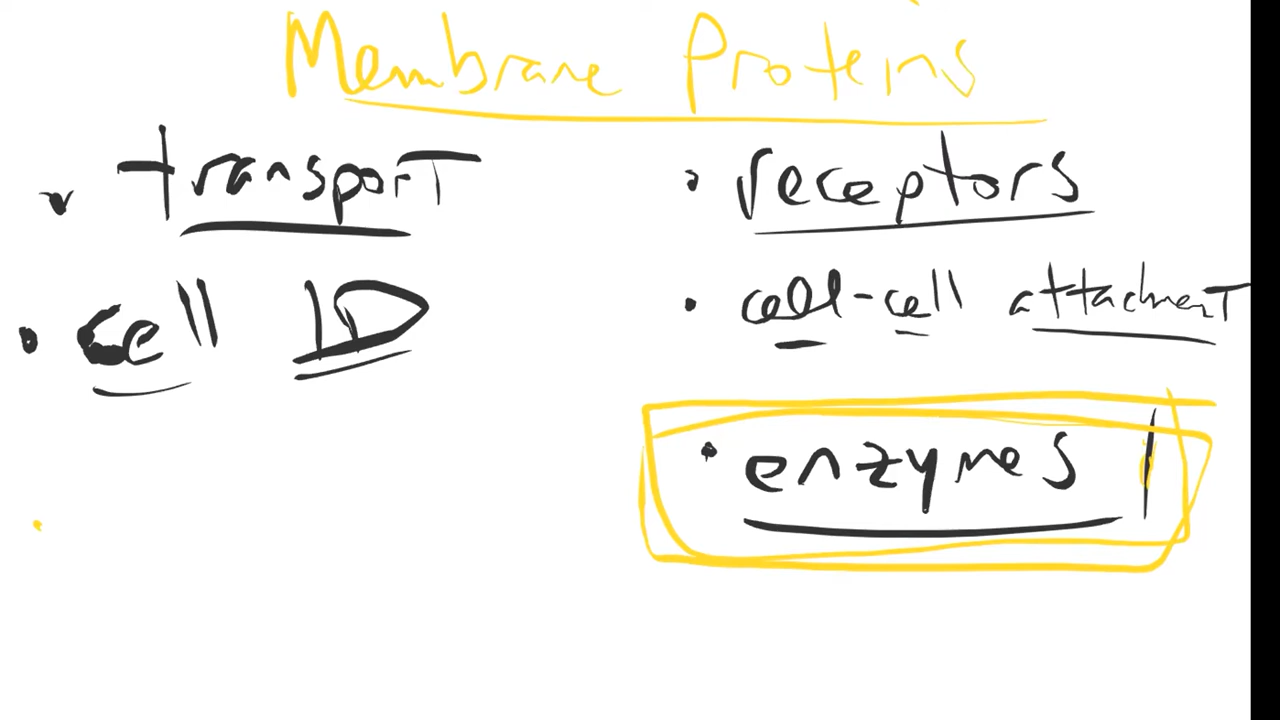 Membrane Proteins
• transport
• cell ID
• receptors
• cell-cell attachment
• enzymes